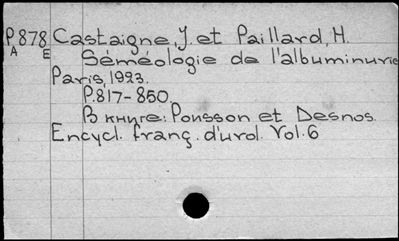 P.878 Castaigne, J. et Paillard, H.
A E Séméologie de l'albuminurie
Paris, 1923.
P.817-850.
В книге: Pousson et Desnos.
Encycl. franç. d'urol. Vol. 6